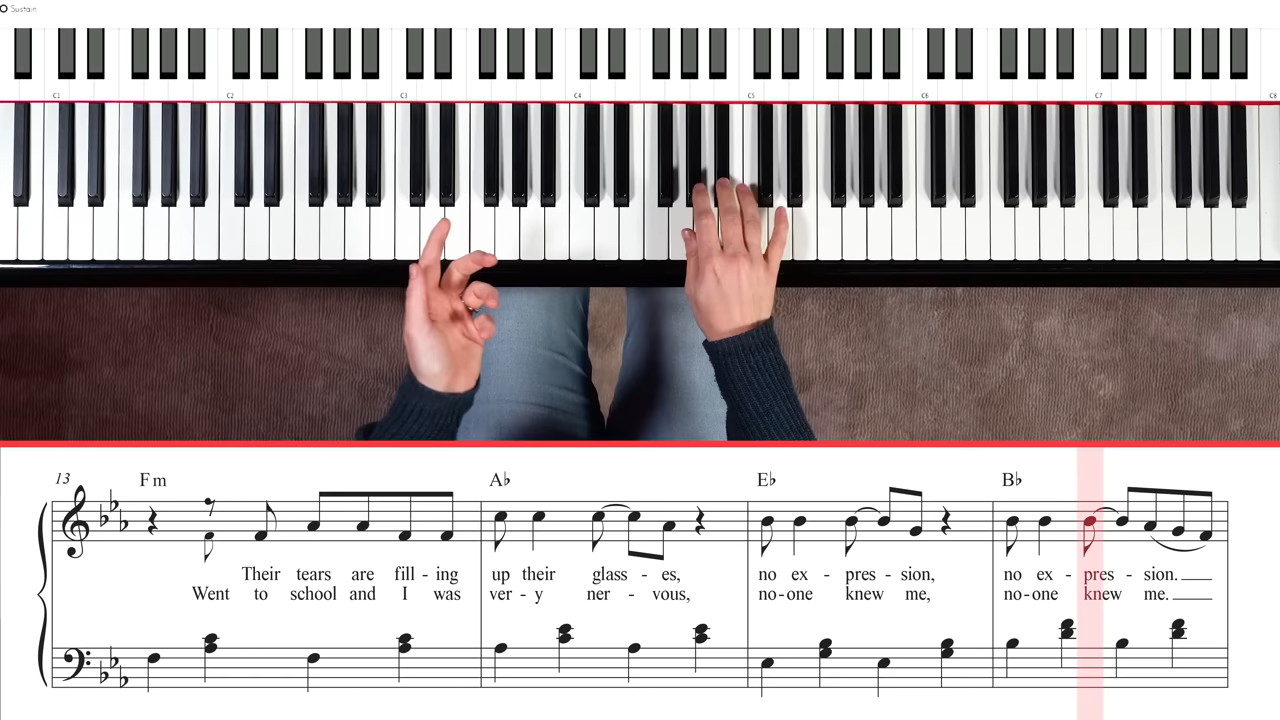 Sustain
C1 C2 C3 C4 C5 C6 C7 C8
13 Fm A♭ E♭ B♭
Their tears are fill - ing up their glass - es, no ex - pres - sion, no ex - pres - sion.
Went to school and I was ver - y ner - vous, no-one knew me, no-one knew me.